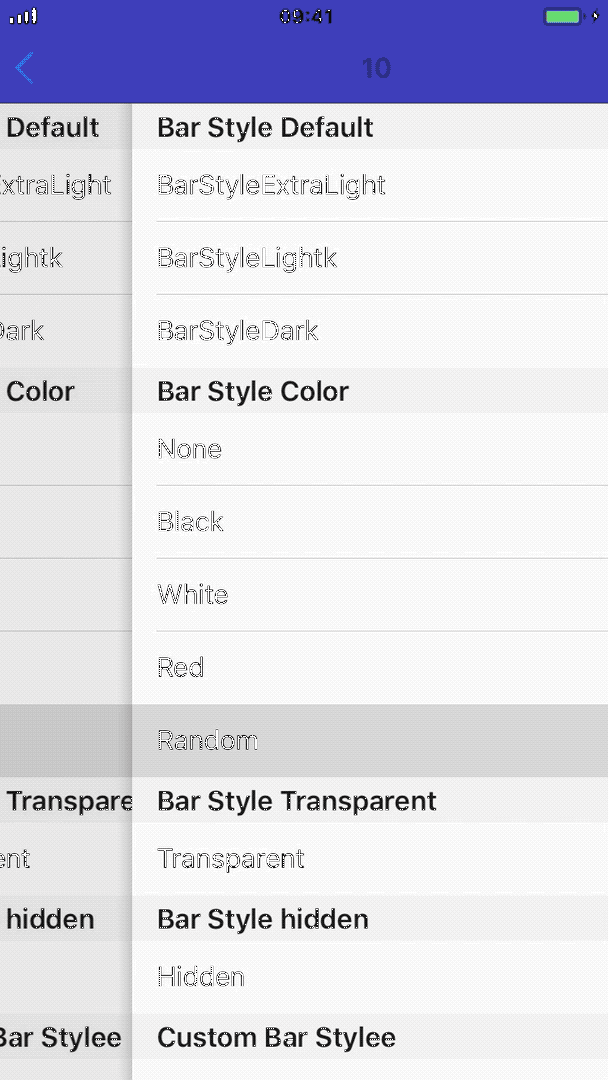 09:41
10
Default
Bar Style Default
xtraLight
BarStyleExtraLight
ightk
BarStyleLightk
Dark
BarStyleDark
Color
Bar Style Color
None
Black
White
Red
Random
Transpare
Bar Style Transparent
ent
Transparent
hidden
Bar Style hidden
Hidden
Bar Stylee
Custom Bar Stylee